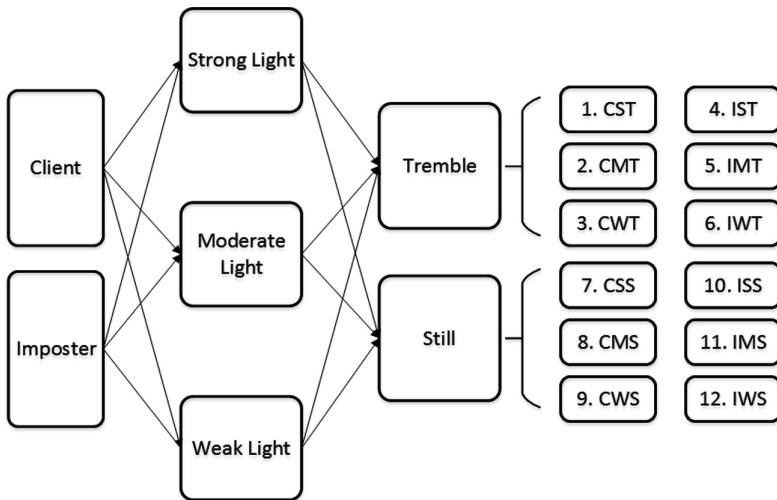 Client
Imposter
Strong Light
Moderate
Light
Weak Light
Tremble
Still
1. CST
4. IST
2. CMT
5. IMT
3. CWT
6. IWT
7. CSS
10. ISS
8. CMS
11. IMS
9. CWS
12. IWS